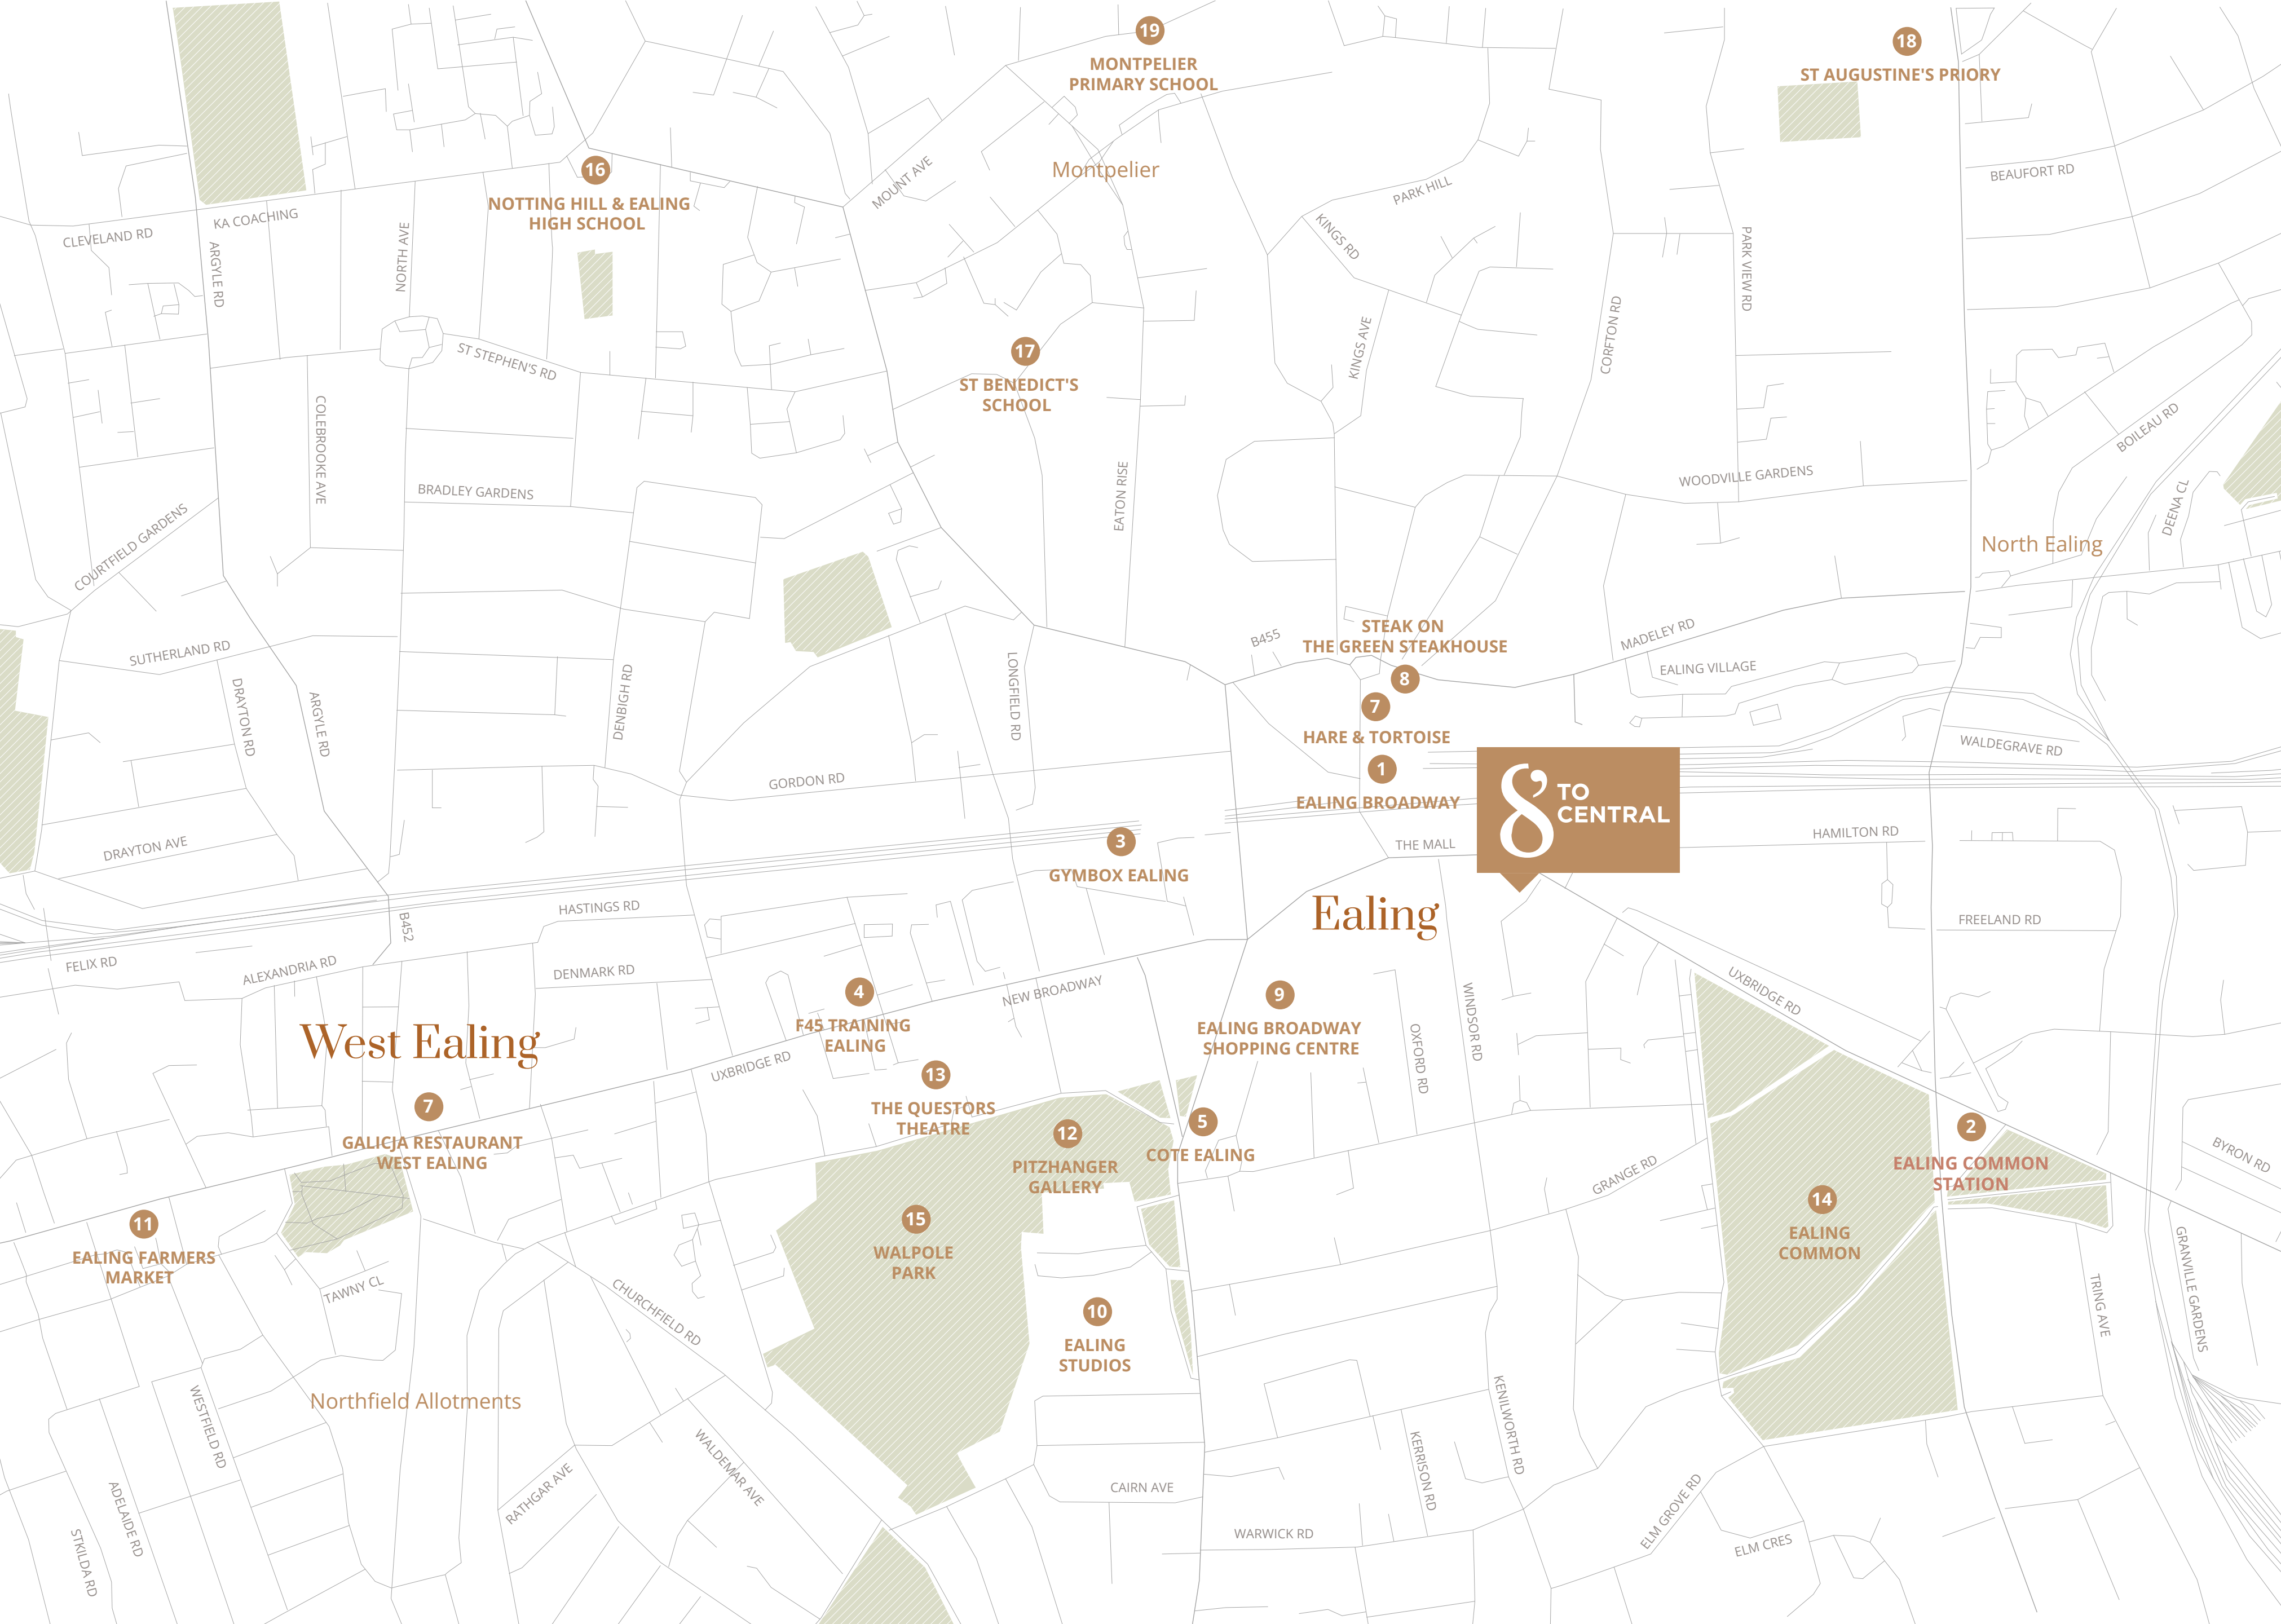 19
MONTPELIER
PRIMARY SCHOOL
18
ST AUGUSTINE'S PRIORY
16
NOTTING HILL & EALING
HIGH SCHOOL
MOUNT AVE
Montpelier
PARK HILL
BEAUFORT RD
CLEVELAND RD
KA COACHING
ARGYLE RD
NORTH AVE
KINGS RD
PARK VIEW RD
ST STEPHEN'S RD
17
ST BENEDICT'S
SCHOOL
KINGS AVE
CORFTON RD
COLEBROOKE AVE
BRADLEY GARDENS
EATON RISE
WOODVILLE GARDENS
BOILEAU RD
DEENA CL
COURTFIELD GARDENS
North Ealing
SUTHERLAND RD
DRAYTON RD
ARGYLE RD
DENBIGH RD
LONGFIELD RD
B455
STEAK ON
THE GREEN STEAKHOUSE
8
MADELEY RD
EALING VILLAGE
7
HARE & TORTOISE
WALDEGRAVE RD
1
EALING BROADWAY
8' TO
CENTRAL
GORDON RD
3
GYMBOX EALING
THE MALL
HAMILTON RD
DRAYTON AVE
HASTINGS RD
B452
Ealing
FREELAND RD
FELIX RD
ALEXANDRIA RD
DENMARK RD
4
F45 TRAINING
EALING
NEW BROADWAY
9
EALING BROADWAY
SHOPPING CENTRE
OXFORD RD
WINDSOR RD
UXBRIDGE RD
West Ealing
UXBRIDGE RD
13
THE QUESTORS
THEATRE
7
GALICJA RESTAURANT
WEST EALING
12
PITZHANGER
GALLERY
5
COTE EALING
2
EALING COMMON
STATION
BYRON RD
GRANGE RD
14
EALING
COMMON
11
EALING FARMERS
MARKET
15
WALPOLE
PARK
TAWNY CL
CHURCHFIELD RD
10
EALING
STUDIOS
TRING AVE
GRANVILLE GARDENS
Northfield Allotments
WESTFIELD RD
ADELAIDE RD
STKILDA RD
RATHGAR AVE
WALDEMAR AVE
CAIRN AVE
WARWICK RD
KERRISON RD
KENILWORTH RD
ELM GROVE RD
ELM CRES